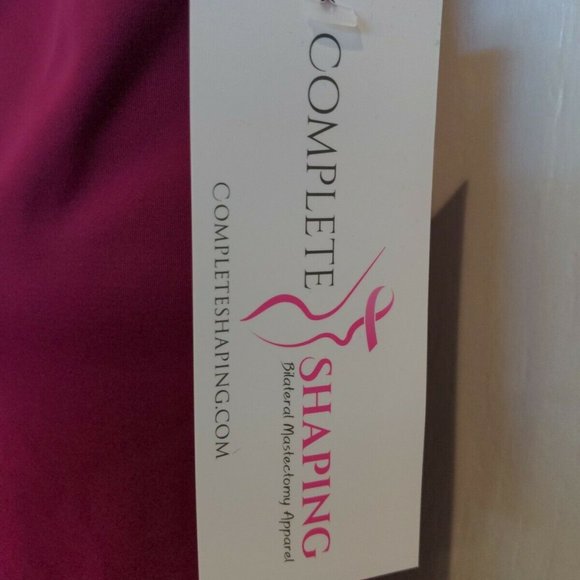 COMPLETE
SHAPING
Bilateral Mastectomy Apparel
COMPLETESHAPING.COM